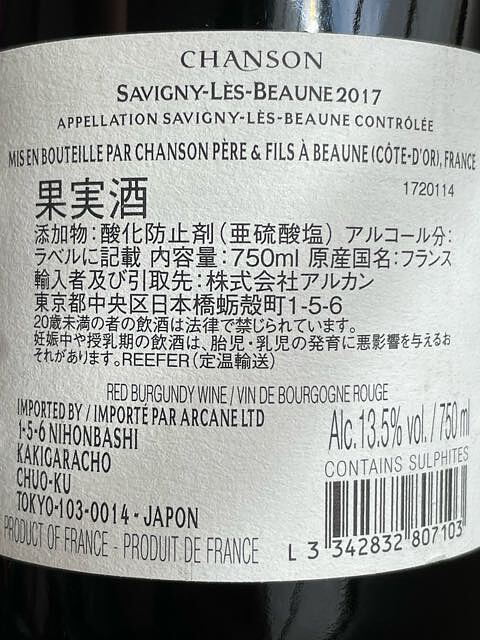 CHANSON
SAVIGNY-LÈS-BEAUNE 2017
APPELLATION SAVIGNY-LÈS-BEAUNE CONTRÔLÉE
MIS EN BOUTEILLE PAR CHANSON PÈRE & FILS À BEAUNE (CÔTE-D'OR), FRANCE
1720114
果実酒
添加物:酸化防止剤(亜硫酸塩) アルコール分:
ラベルに記載 内容量:750ml 原産国名:フランス
輸入者及び引取先:株式会社アルカン
東京都中央区日本橋蛎殻町1-5-6
20歳未満の者の飲酒は法律で禁じられています。
妊娠中や授乳期の飲酒は、胎児・乳児の発育に悪影響を与えるお
それがあります。REEFER(定温輸送)
RED BURGUNDY WINE / VIN DE BOURGOGNE ROUGE
IMPORTED BY / IMPORTÉ PAR ARCANE LTD
1-5-6 NIHONBASHI
KAKIGARACHO
CHUO-KU
TOKYO-103-0014 - JAPON
PRODUCT OF FRANCE - PRODUIT DE FRANCE
Alc. 13.5% vol. / 750 ml
CONTAINS SULPHITES
L 3 342832 807103